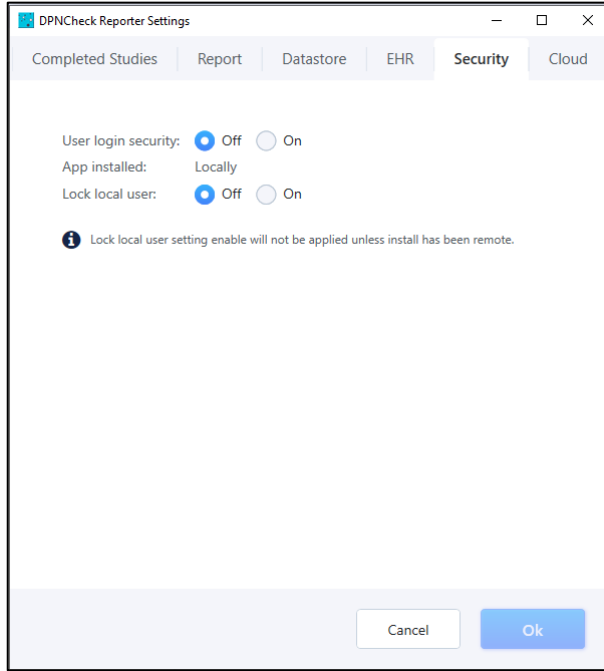 DPNCheck Reporter Settings
Completed Studies Report Datastore EHR Security Cloud
User login security: Off On
App installed: Locally
Lock local user: Off On
Lock local user setting enable will not be applied unless install has been remote.
Cancel Ok